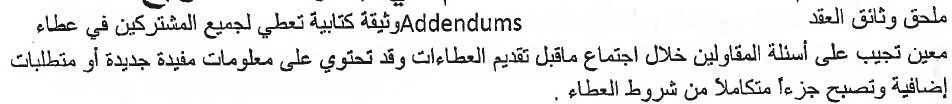 ملحق وثائق العقد Addendums وثيقة كتابية تعطي لجميع المشتركين في عطاء
معين تجيب على أسئلة المقاولين خلال اجتماع ماقبل تقديم العطاءات وقد تحتوي على معلومات مفيدة جديدة أو متطلبات
إضافية وتصبح جزءاً متكاملاً من شروط العطاء .